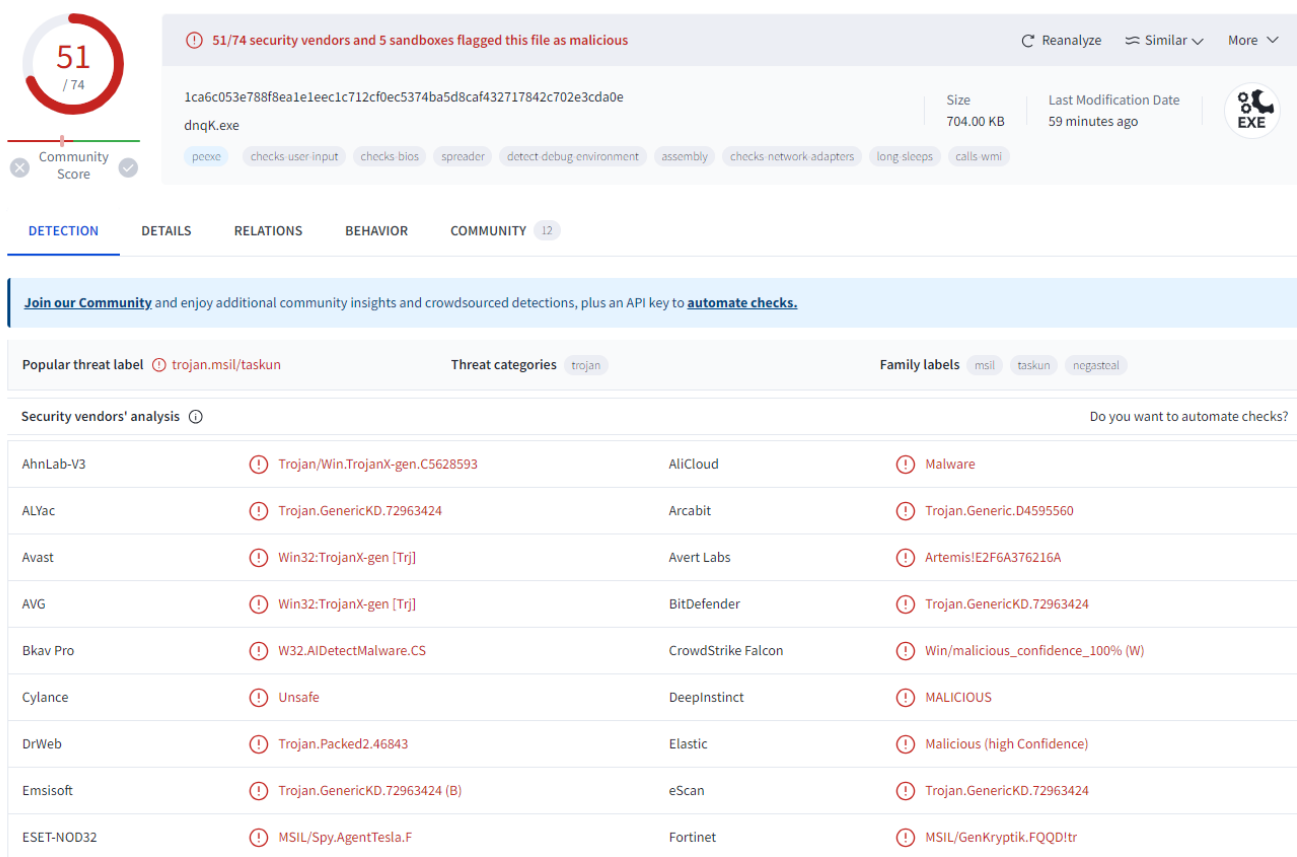 51
/ 74
Community
Score
51/74 security vendors and 5 sandboxes flagged this file as malicious
Reanalyze
Similar
More
1ca6c053e788f8ea1e1eec1c712cf0ec5374ba5d8caf432717842c702e3cda0e
dnqK.exe
Size
704.00 KB
Last Modification Date
59 minutes ago
EXE
peexe checks-user-input checks-bios spreader detect-debug-environment assembly checks-network-adapters long-sleeps calls-wmi
DETECTION DETAILS RELATIONS BEHAVIOR COMMUNITY 12
Join our Community and enjoy additional community insights and crowdsourced detections, plus an API key to automate checks.
Popular threat label trojan.msil/taskun Threat categories trojan Family labels msil taskun negasteal
Security vendors' analysis Do you want to automate checks?
AhnLab-V3 Trojan/Win.TrojanX-gen.C5628593 AliCloud Malware
ALYac Trojan.GenericKD.72963424 Arcabit Trojan.Generic.D4595560
Avast Win32:TrojanX-gen [Trj] Avert Labs Artemis!E2F6A376216A
AVG Win32:TrojanX-gen [Trj] BitDefender Trojan.GenericKD.72963424
Bkav Pro W32.AIDetectMalware.CS CrowdStrike Falcon Win/malicious_confidence_100% (W)
Cylance Unsafe DeepInstinct MALICIOUS
DrWeb Trojan.Packed2.46843 Elastic Malicious (high Confidence)
Emsisoft Trojan.GenericKD.72963424 (B) eScan Trojan.GenericKD.72963424
ESET-NOD32 MSIL/Spy.AgentTesla.F Fortinet MSIL/GenKryptik.FQQD!tr